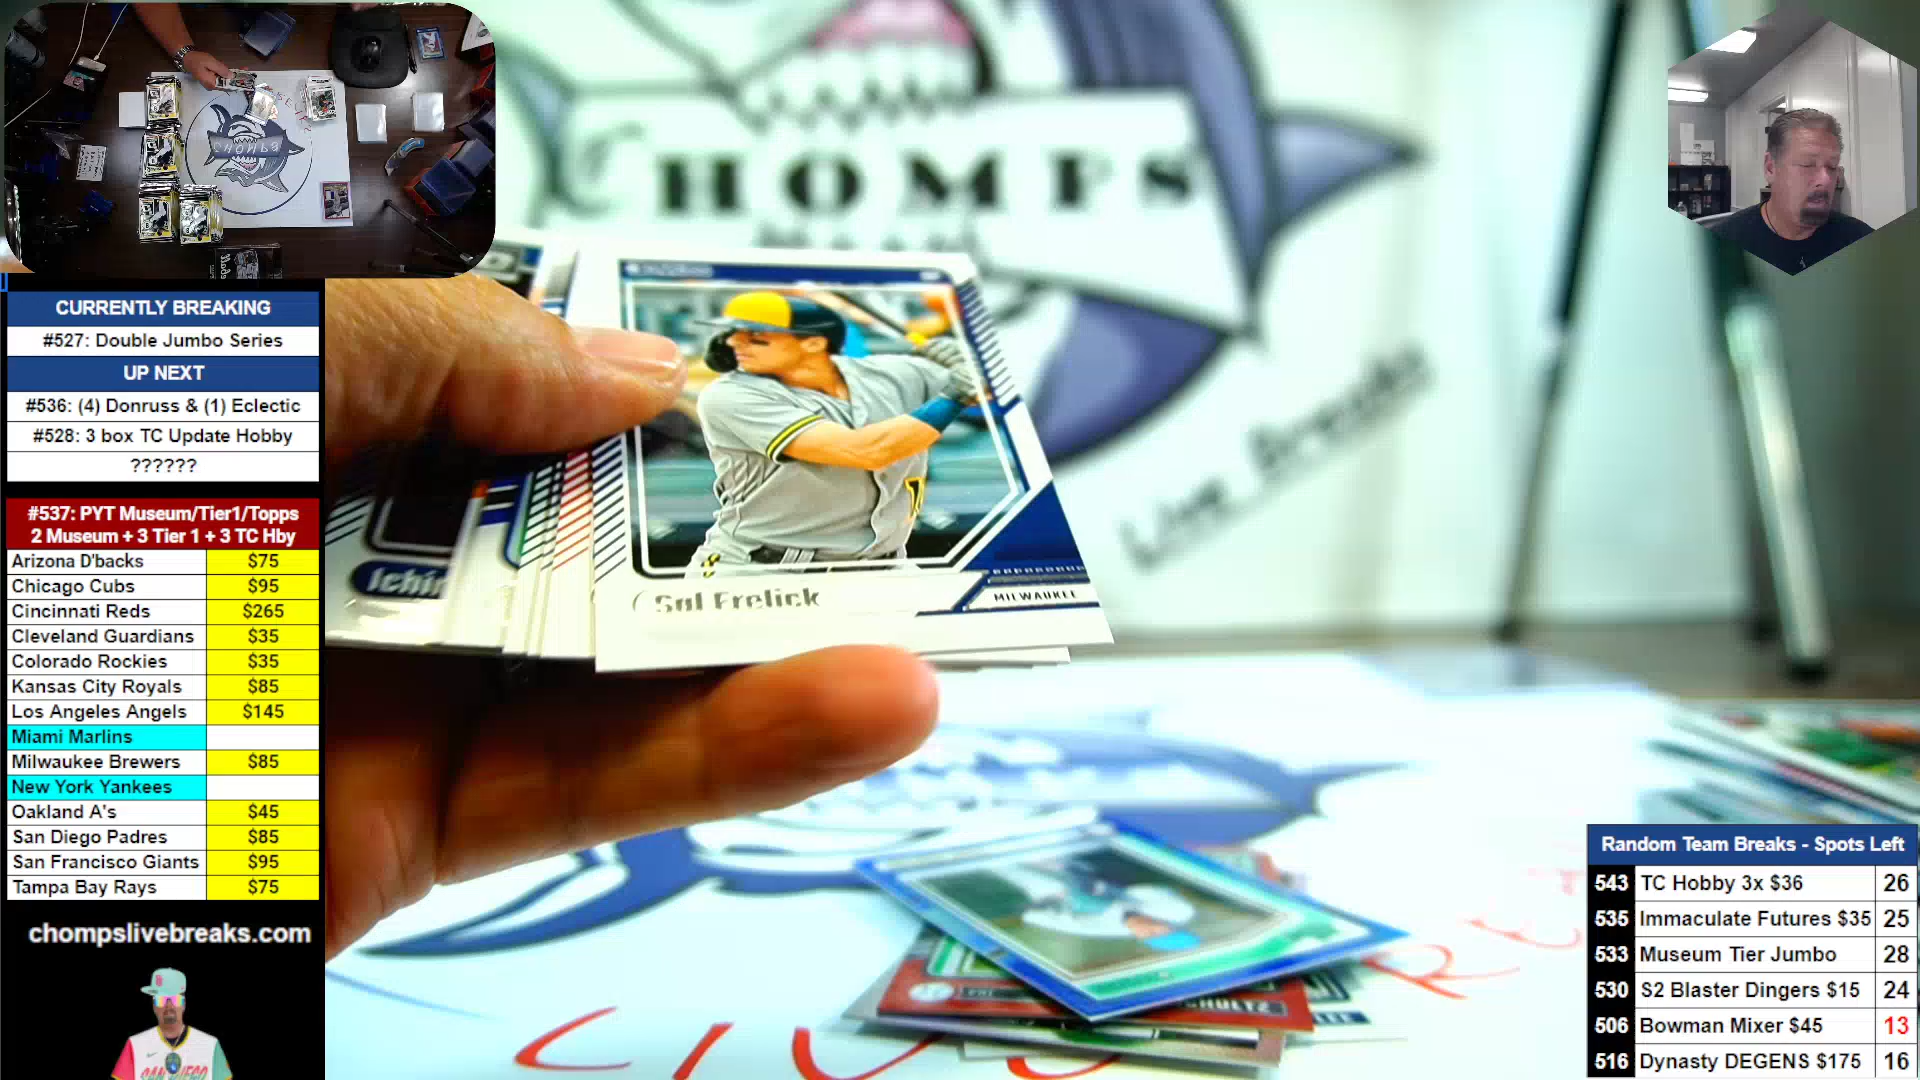 CHOMPS
Live Breaks
CURRENTLY BREAKING
#527: Double Jumbo Series
UP NEXT
#536: (4) Donruss & (1) Eclectic
#528: 3 box TC Update Hobby
??????
#537: PYT Museum/Tier1/Topps
2 Museum + 3 Tier 1 + 3 TC Hby
Arizona D'backs $75
Chicago Cubs $95
Cincinnati Reds $265
Cleveland Guardians $35
Colorado Rockies $35
Kansas City Royals $85
Los Angeles Angels $145
Miami Marlins
Milwaukee Brewers $85
New York Yankees
Oakland A's $45
San Diego Padres $85
San Francisco Giants $95
Tampa Bay Rays $75
chompslivebreaks.com
Ichir
Sal Frelick
MILWAUKEE
Random Team Breaks - Spots Left
543 TC Hobby 3x $36 26
535 Immaculate Futures $35 25
533 Museum Tier Jumbo 28
530 S2 Blaster Dingers $15 24
506 Bowman Mixer $45 13
516 Dynasty DEGENS $175 16